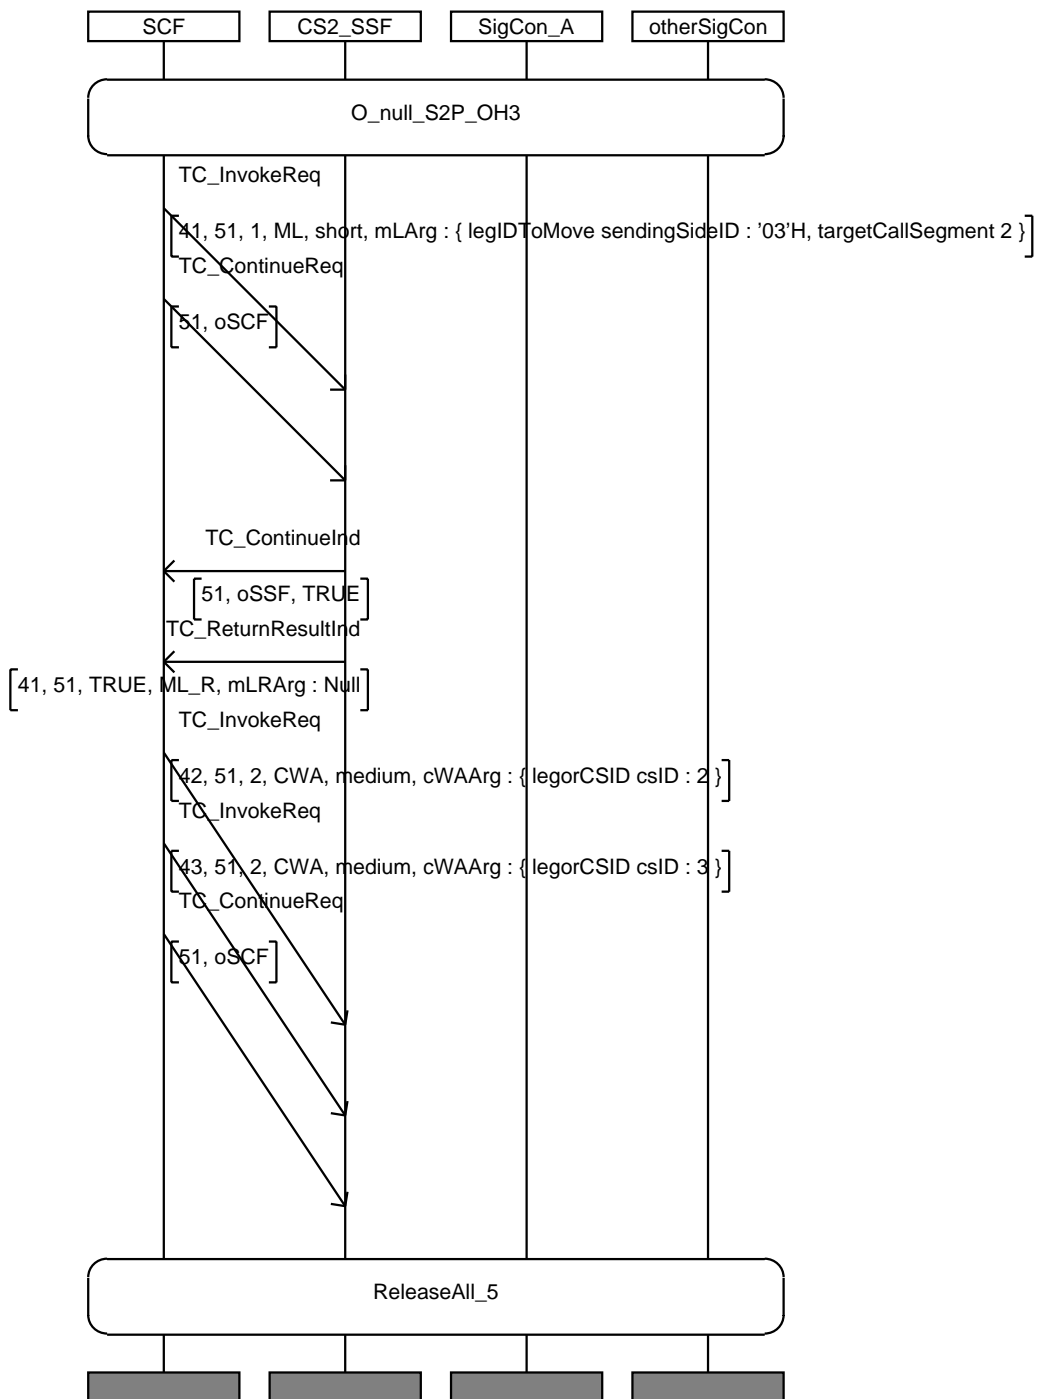 SCF
CS2_SSF
SigCon_A
otherSigCon
O_null_S2P_OH3
TC_InvokeReq
41, 51, 1, ML, short, mLArg : { legIDToMove sendingSideID : '03'H, targetCallSegment 2 }
TC_ContinueReq
51, oSCF
TC_ContinueInd
51, oSSF, TRUE
TC_ReturnResultInd
41, 51, TRUE, ML_R, mLRArg : Null
TC_InvokeReq
42, 51, 2, CWA, medium, cWAArg : { legorCSID csID : 2 }
TC_InvokeReq
43, 51, 2, CWA, medium, cWAArg : { legorCSID csID : 3 }
TC_ContinueReq
51, oSCF
ReleaseAll_5